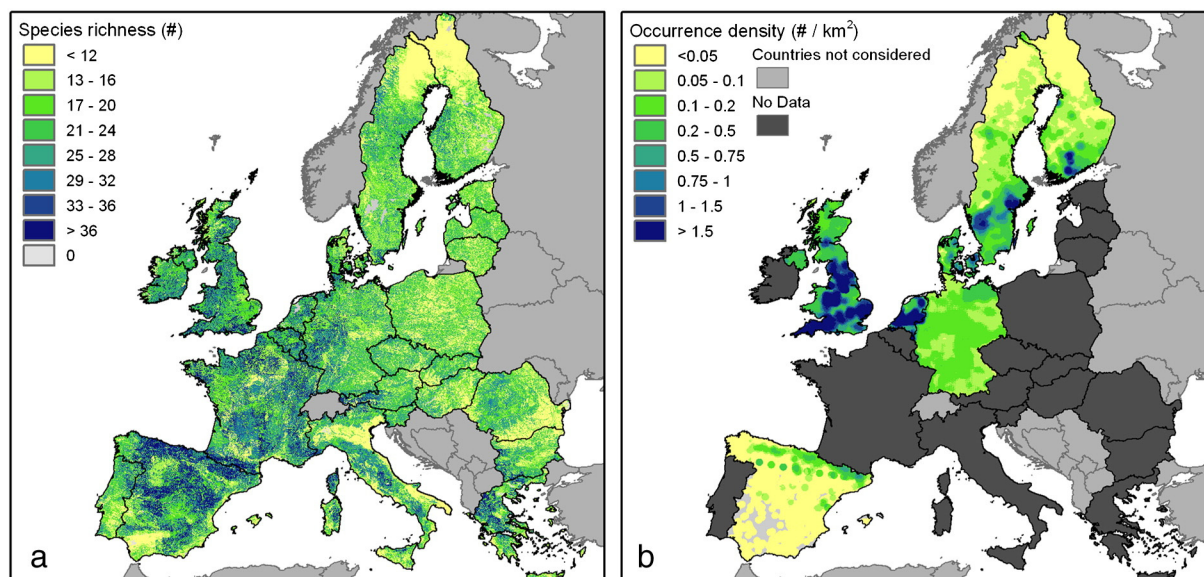 Species richness (#)
< 12
13 - 16
17 - 20
21 - 24
25 - 28
29 - 32
33 - 36
> 36
0
a
Occurrence density (# / km²)
<0.05
0.05 - 0.1
0.1 - 0.2
0.2 - 0.5
0.5 - 0.75
0.75 - 1
1 - 1.5
> 1.5
Countries not considered
No Data
b